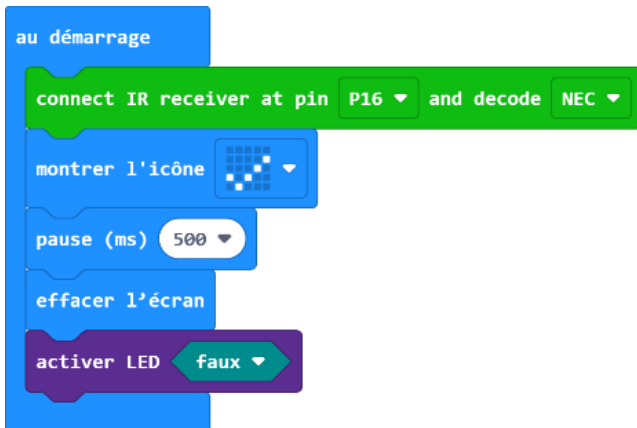 au démarrage
connect IR receiver at pin P16 and decode NEC
montrer l'icône
pause (ms) 500
effacer l’écran
activer LED faux